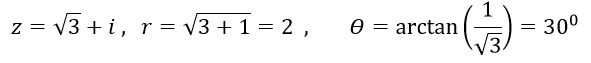 z = √3 + i , r = √(3 + 1) = 2 , θ = arctan(1/√3) = 30⁰